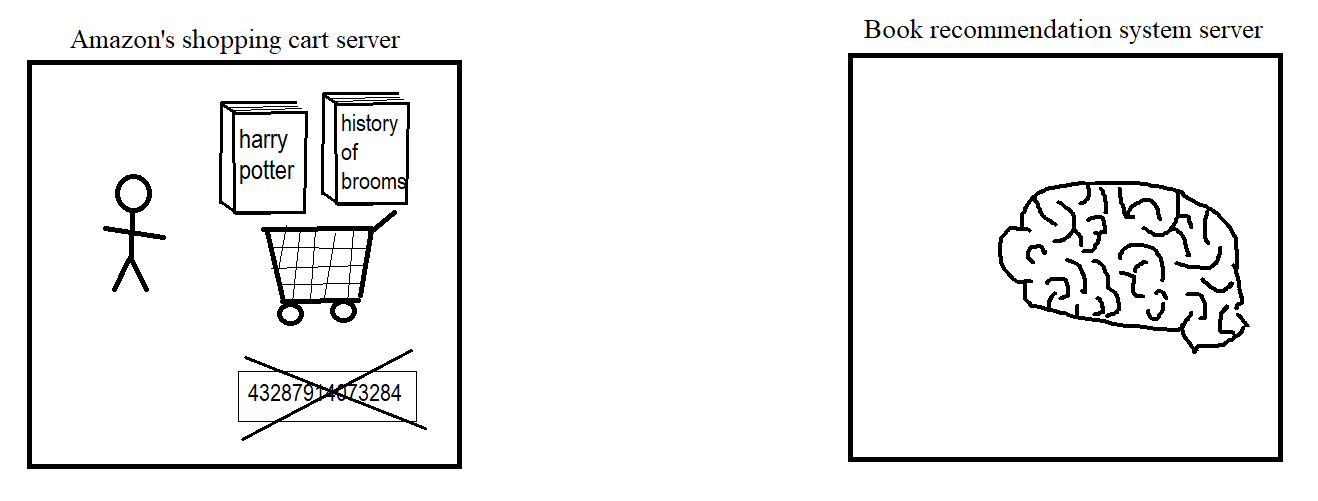 Amazon's shopping cart server
Book recommendation system server
harry
potter
history
of
brooms
43287914073284